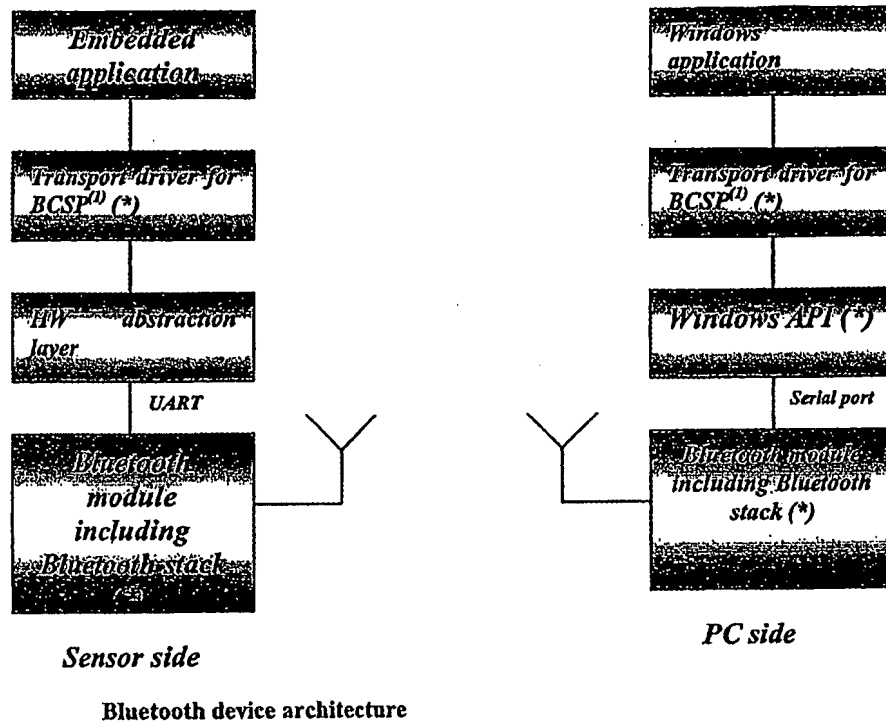 Embedded
application
Transport driver for
BCSP(1) (*)
HW abstraction
layer
UART
Bluetooth
module
including
Bluetooth stack
(*)
Sensor side
Windows
application
Transport driver for
BCSP(1) (*)
Windows API (*)
Serial port
Bluetooth module
including Bluetooth
stack (*)
PC side
Bluetooth device architecture